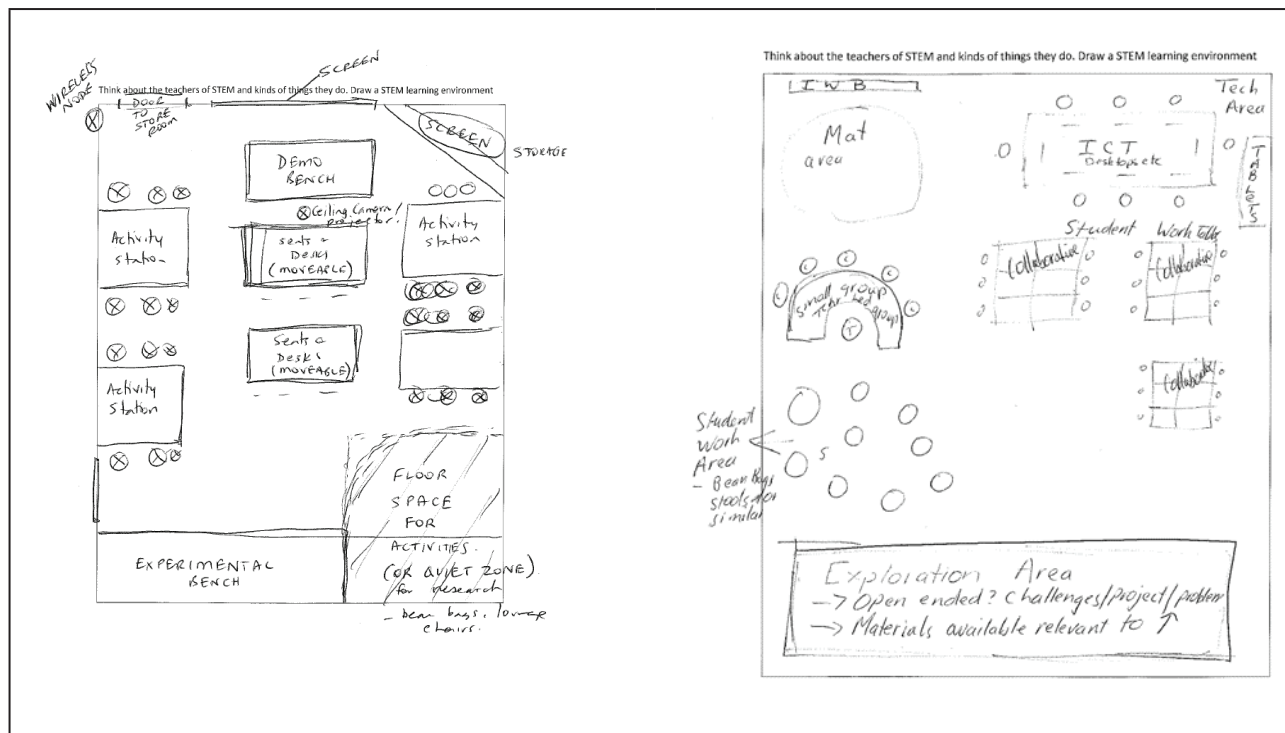 SCREEN
WIRELESS
NODE
Think about the teachers of STEM and kinds of things they do. Draw a STEM learning environment
DOOR
TO
STORE
ROOM
SCREEN
STORAGE
DEMO
BENCH
Ceiling Camera/
projector.
Activity
Station
Seats &
Desks
(MOVEABLE)
Activity
Station
Seats &
Desks
(MOVEABLE)
Activity
Station
FLOOR
SPACE
FOR
ACTIVITIES.
(OR QUIET ZONE)
for research
- bean bags, lounge
chairs.
EXPERIMENTAL
BENCH
Think about the teachers of STEM and kinds of things they do. Draw a STEM learning environment
IWB
Mat
area
Tech
Area
ICT
Desktops etc
TABLETS
Student Work
Collaborative
Collaborative
Collaborative
C
C
C
C
C
Small group
group
T
Student
Work
Area
- Bean Bags
stools or
similar
S
Exploration Area
→ Open ended? challenges/project/problem
→ Materials available relevant to ↑